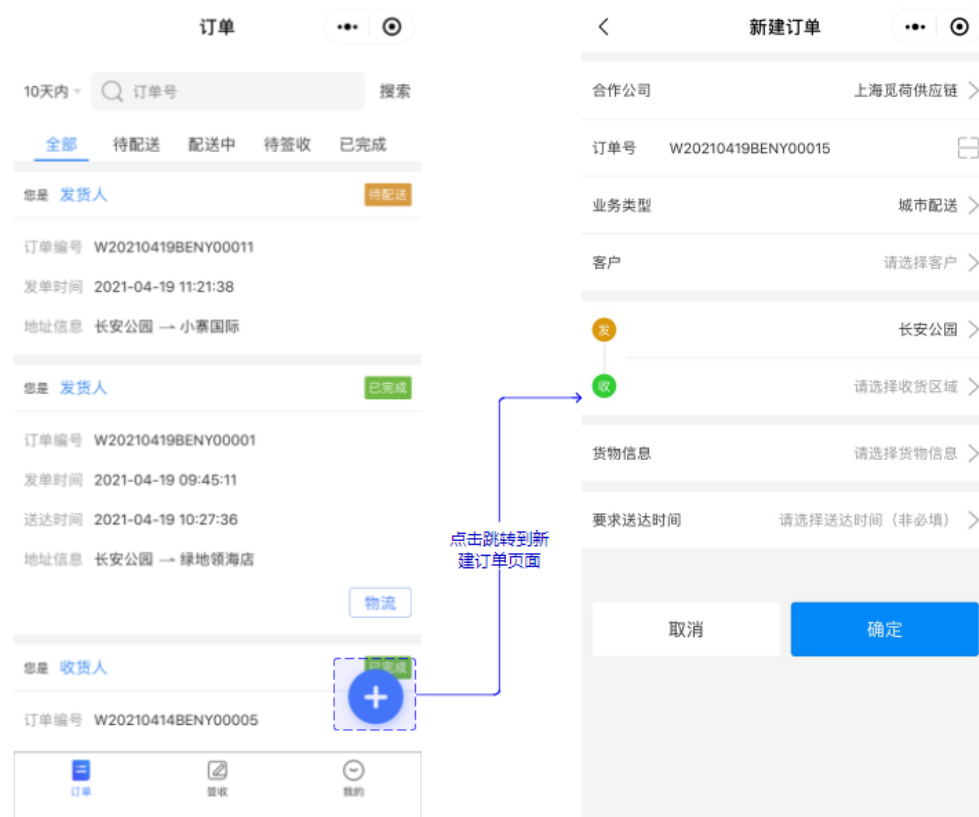 订单
10天内 订单号 搜索
全部 待配送 配送中 待签收 已完成
您是 发货人 待配送
订单编号 W20210419BENY00011
发单时间 2021-04-19 11:21:38
地址信息 长安公园 → 小寨国际
您是 发货人 已完成
订单编号 W20210419BENY00001
发单时间 2021-04-19 09:45:11
送达时间 2021-04-19 10:27:36
地址信息 长安公园 → 绿地领海店
物流
您是 收货人 已完成
订单编号 W20210414BENY00005
订单 签收 我的
点击跳转到新
建订单页面
新建订单
合作公司 上海觅荷供应链
订单号 W20210419BENY00015
业务类型 城市配送
客户 请选择客户
发 长安公园
收 请选择收货区域
货物信息 请选择货物信息
要求送达时间 请选择送达时间（非必填）
取消 确定